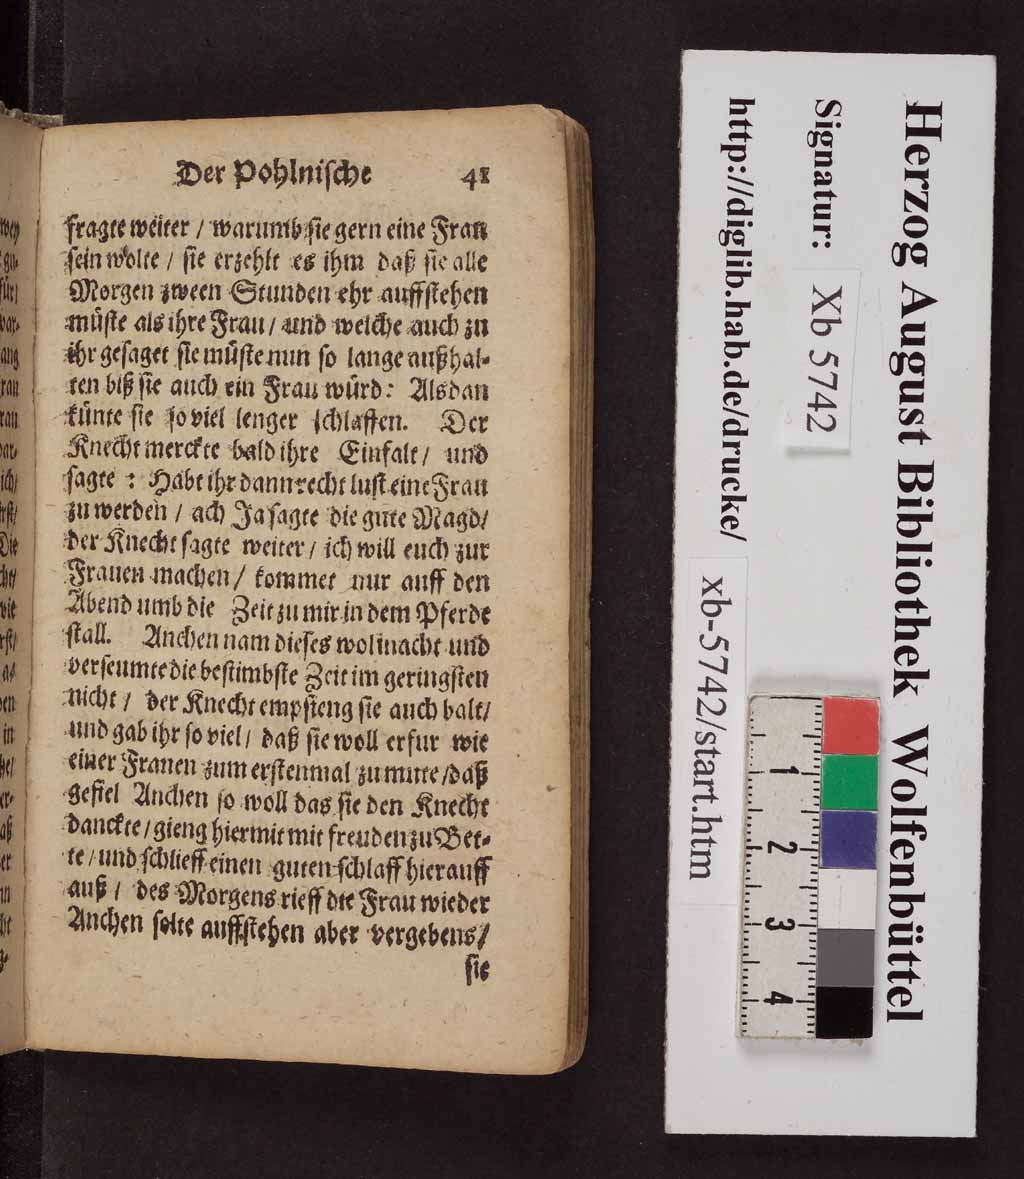 Der Pohlnische 41
fragte weiter / warumb sie gern eine Frau
sein wolte / sie erzehlt es ihm daß sie alle
Morgen zween Stunden ehr auffstehen
müste als ihre Frau / und welche auch zu
ihr gesaget sie müste nun so lange außhal-
ten biß sie auch ein Frau würd: Alsdan
künte sie so viel lenger schlaffen. Der
Knecht merckte bald ihre Einfalt / und
sagte : Habt ihr dann recht lust eine Frau
zu werden / ach Ja sagte die gute Magd /
der Knecht sagte weiter / ich will euch zur
Frauen machen / kommet nur auff den
Abend umb die Zeit zu mir in dem Pferde
stall. Anchen nam dieses wol inacht und
verseumte die bestimbste Zeit im geringsten
nicht / der Knecht empfieng sie auch balt /
und gab ihr so viel / daß sie woll erfur wie
einer Frauen zum erstenmal zu mute / daß
gefiel Anchen so woll das sie den Knecht
danckte / gieng hiermit mit freuden zu Bet-
te / und schlieff einen guten schlaff hierauff
auß / des Morgens rieff die Frau wieder
Anchen solte auffstehen aber vergebens /
sie
Herzog August Bibliothek Wolfenbüttel
Signatur: Xb 5742
http://diglib.hab.de/drucke/ xb-5742/start.htm
1 2 3 4